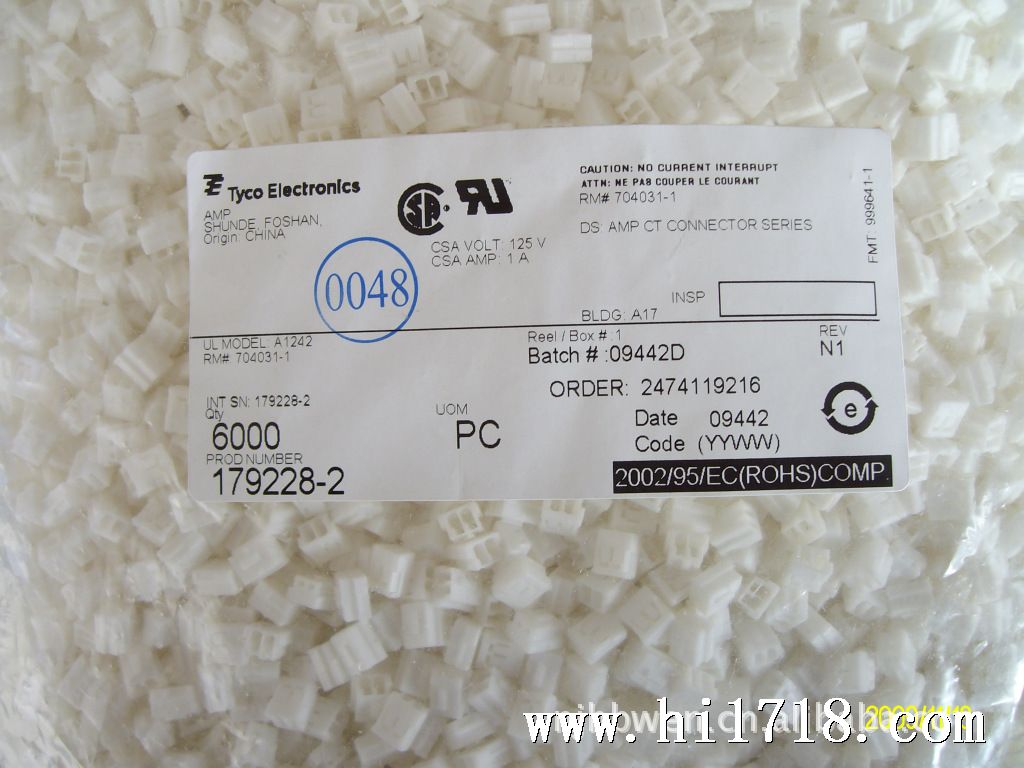 Tyco Electronics
AMP
SHUNDE, FOSHAN,
Origin: CHINA
0048
CSA VOLT: 125 V
CSA AMP: 1 A
CAUTION: NO CURRENT INTERRUPT
ATTN: NE PAS COUPER LE COURANT
RM# 704031-1
DS: AMP CT CONNECTOR SERIES
FMT: 999641-1
INSP
BLDG: A17
UL MODEL: A1242
RM# 704031-1
Reel / Box # :1
Batch # :09442D
REV
N1
ORDER: 2474119216
INT SN: 179228-2
Qty
6000
UOM
PC
Date 09442
Code (YYWW)
e
PROD NUMBER
179228-2
2002/95/EC(ROHS)COMP.
www.hi1718.com